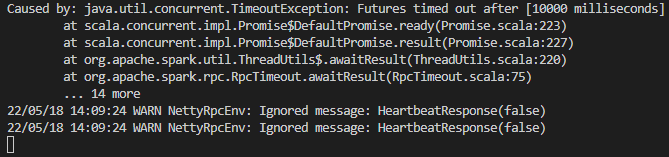 Caused by: java.util.concurrent.TimeoutException: Futures timed out after [10000 milliseconds]
at scala.concurrent.impl.Promise$DefaultPromise.ready(Promise.scala:223)
at scala.concurrent.impl.Promise$DefaultPromise.result(Promise.scala:227)
at org.apache.spark.util.ThreadUtils$.awaitResult(ThreadUtils.scala:220)
at org.apache.spark.rpc.RpcTimeout.awaitResult(RpcTimeout.scala:75)
... 14 more
22/05/18 14:09:24 WARN NettyRpcEnv: Ignored message: HeartbeatResponse(false)
22/05/18 14:09:24 WARN NettyRpcEnv: Ignored message: HeartbeatResponse(false)